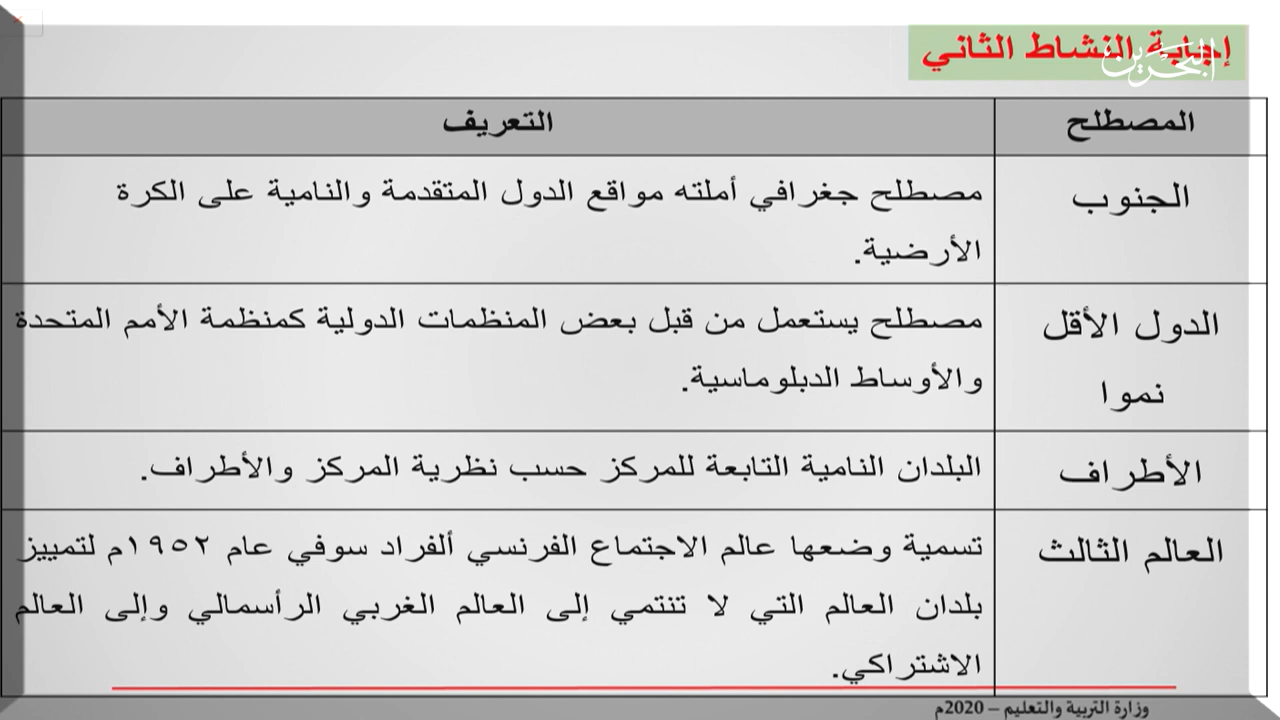 إجابة النشاط الثاني
البحرين
المصطلح
التعريف
الجنوب
مصطلح جغرافي أملته مواقع الدول المتقدمة والنامية على الكرة
الأرضية.
الدول الأقل
نموا
مصطلح يستعمل من قبل بعض المنظمات الدولية كمنظمة الأمم المتحدة
والأوساط الدبلوماسية.
الأطراف
البلدان النامية التابعة للمركز حسب نظرية المركز والأطراف.
العالم الثالث
تسمية وضعها عالم الاجتماع الفرنسي ألفراد سوفي عام ١٩٥٢م لتمييز
بلدان العالم التي لا تنتمي إلى العالم الغربي الرأسمالي وإلى العالم
الاشتراكي.
وزارة التربية والتعليم – 2020م